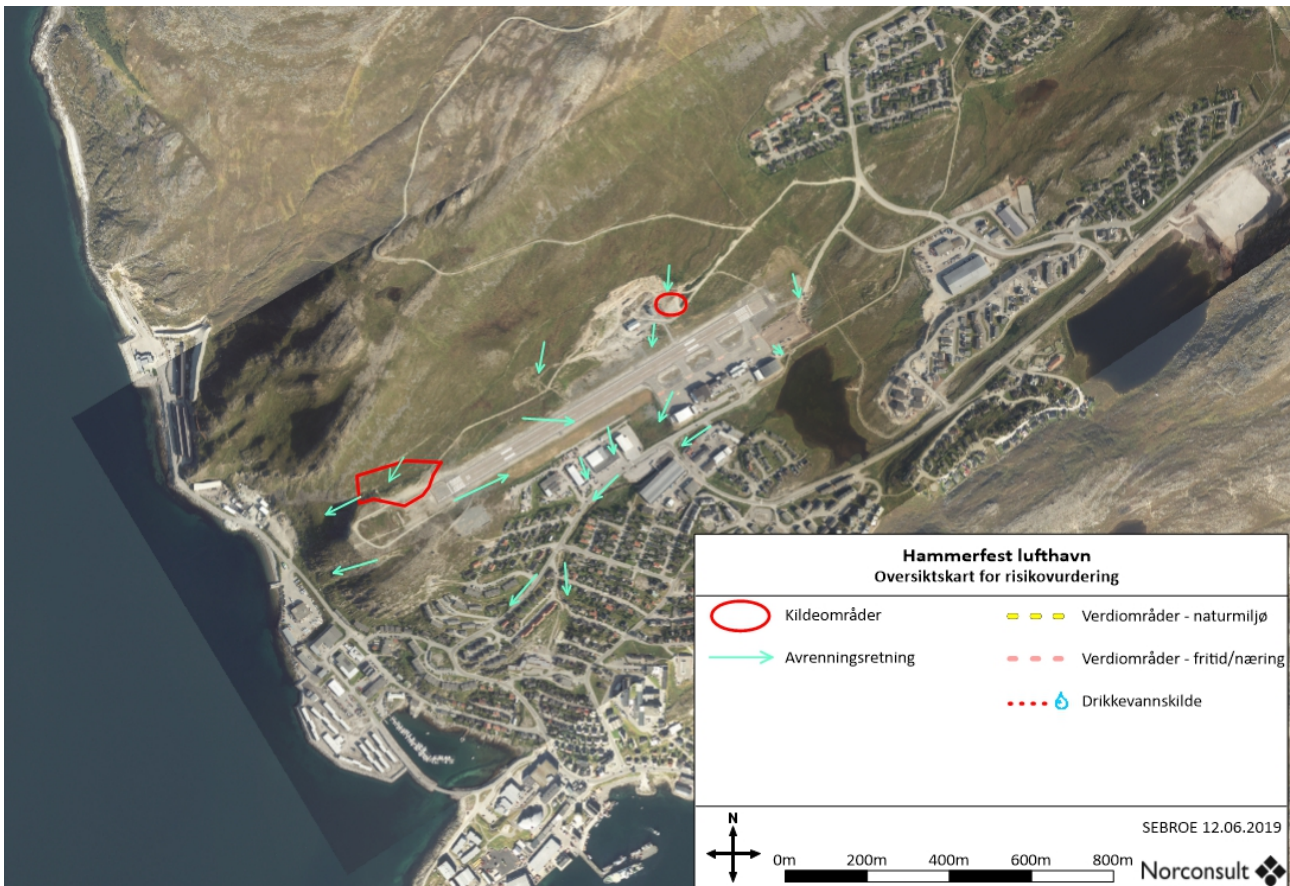 Hammerfest lufthavn
Oversiktskart for risikovurdering
Kildeområder
Verdiområder - naturmiljø
Avrenningsretning
Verdiområder - fritid/næring
Drikkevannskilde
N
SEBROE 12.06.2019
0m 200m 400m 600m 800m
Norconsult